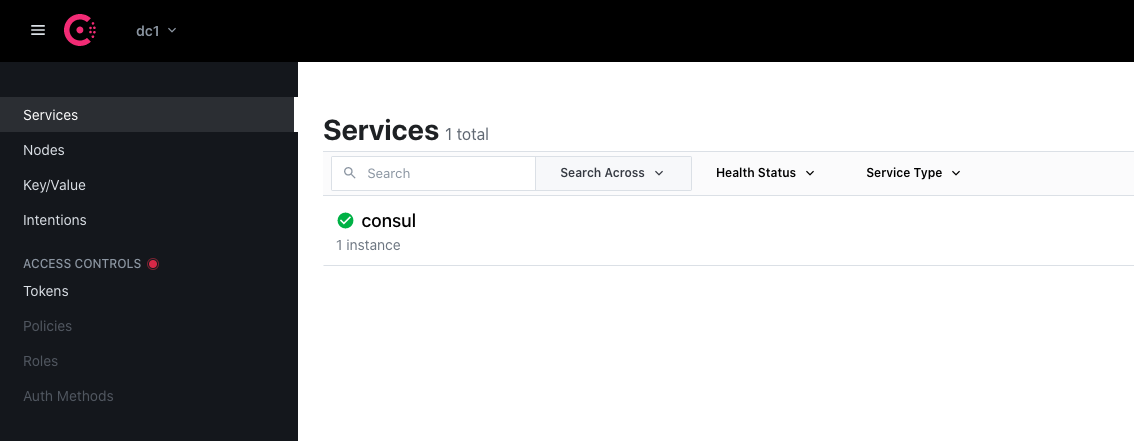 dc1
Services
Nodes
Key/Value
Intentions
ACCESS CONTROLS
Tokens
Policies
Roles
Auth Methods
Services 1 total
Search Search Across Health Status Service Type
consul
1 instance